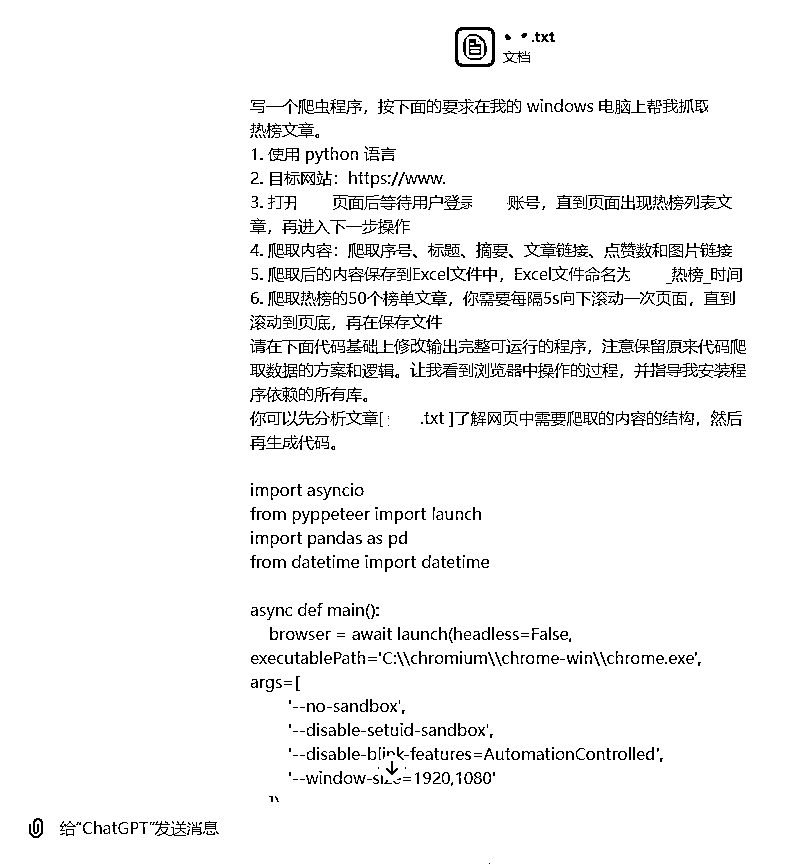 .txt
文档
写一个爬虫程序，按下面的要求在我的 windows 电脑上帮我抓取
热榜文章。
1. 使用 python 语言
2. 目标网站：https://www.
3. 打开 页面后等待用户登录 账号，直到页面出现热榜列表文
章，再进入下一步操作
4. 爬取内容：爬取序号、标题、摘要、文章链接、点赞数和图片链接
5. 爬取后的内容保存到Excel文件中，Excel文件命名为 _热榜_时间
6. 爬取热榜的50个榜单文章，你需要每隔5s向下滚动一次页面，直到
滚动到页底，再在保存文件
请在下面代码基础上修改输出完整可运行的程序，注意保留原来代码爬
取数据的方案和逻辑。让我看到浏览器中操作的过程，并指导我安装程
序依赖的所有库。
你可以先分析文章[ .txt ]了解网页中需要爬取的内容的结构，然后
再生成代码。
import asyncio
from pyppeteer import launch
import pandas as pd
from datetime import datetime
async def main():
browser = await launch(headless=False,
executablePath='C:\\chromium\\chrome-win\\chrome.exe',
args=[
'--no-sandbox',
'--disable-setuid-sandbox',
'--disable-blink-features=AutomationControlled',
'--window-size=1920,1080'
给“ChatGPT”发送消息